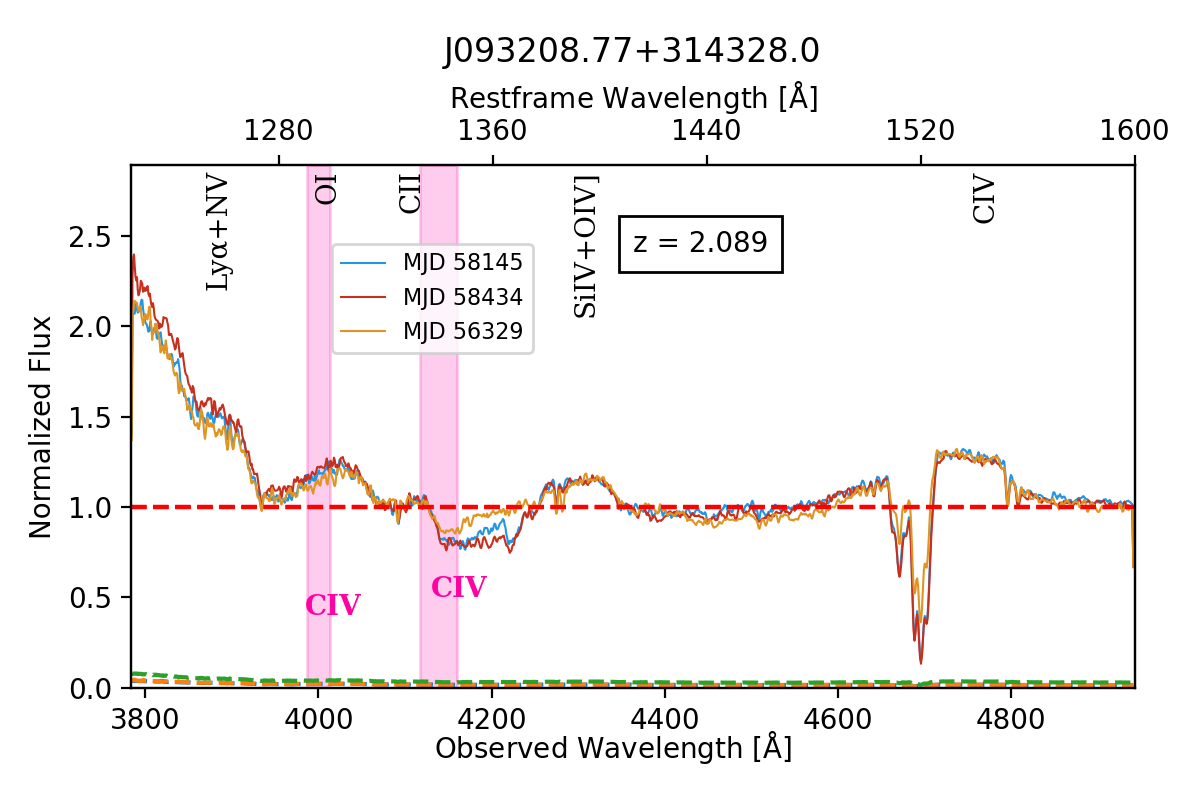 J093208.77+314328.0
Restframe Wavelength [Å]
1280 1360 1440 1520 1600
Lyα+NV
OI
CII
SiIV+OIV]
CIV
z = 2.089
MJD 58145
MJD 58434
MJD 56329
CIV
CIV
Normalized Flux
2.5
2.0
1.5
1.0
0.5
0.0
3800 4000 4200 4400 4600 4800
Observed Wavelength [Å]